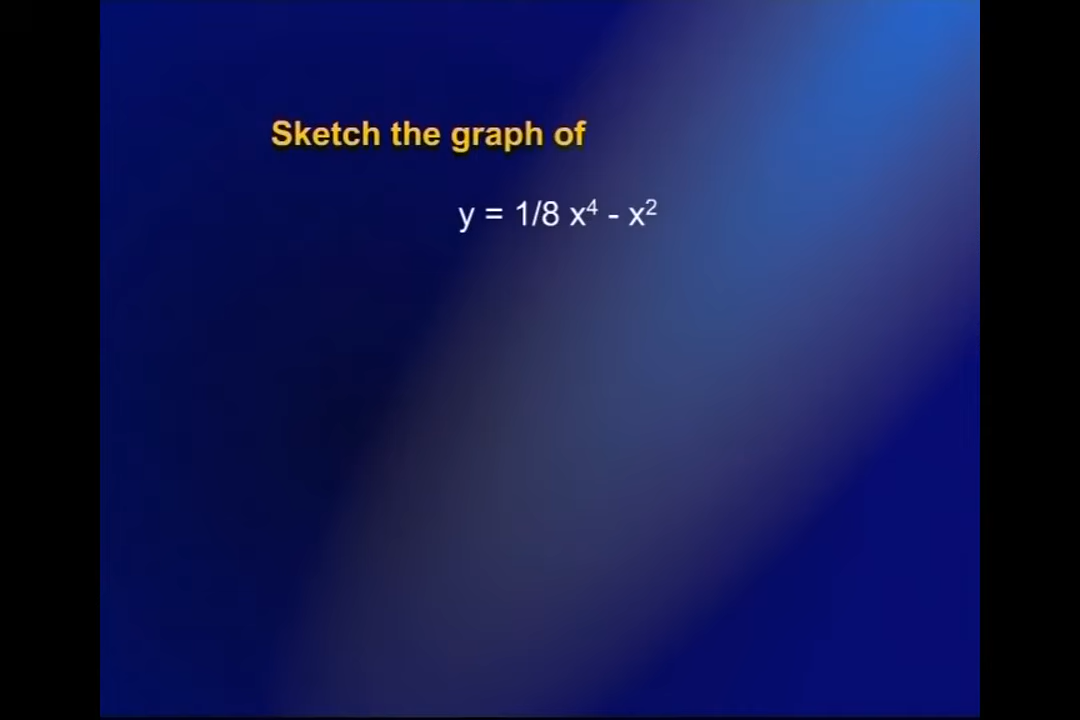 Sketch the graph of
y = 1/8 x⁴ - x²